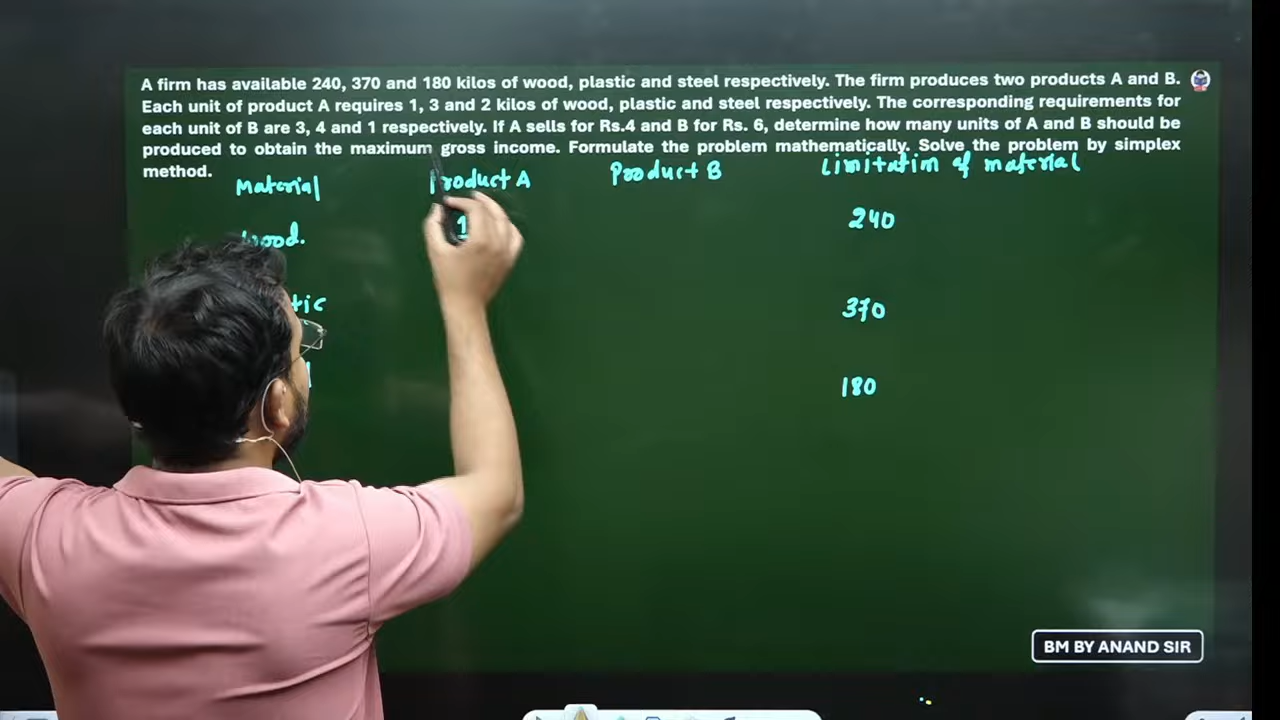 A firm has available 240, 370 and 180 kilos of wood, plastic and steel respectively. The firm produces two products A and B.
Each unit of product A requires 1, 3 and 2 kilos of wood, plastic and steel respectively. The corresponding requirements for
each unit of B are 3, 4 and 1 respectively. If A sells for Rs.4 and B for Rs. 6, determine how many units of A and B should be
produced to obtain the maximum gross income. Formulate the problem mathematically. Solve the problem by simplex
method.
Material Product A Product B Limitation of material
1 240
370
180
BM BY ANAND SIR